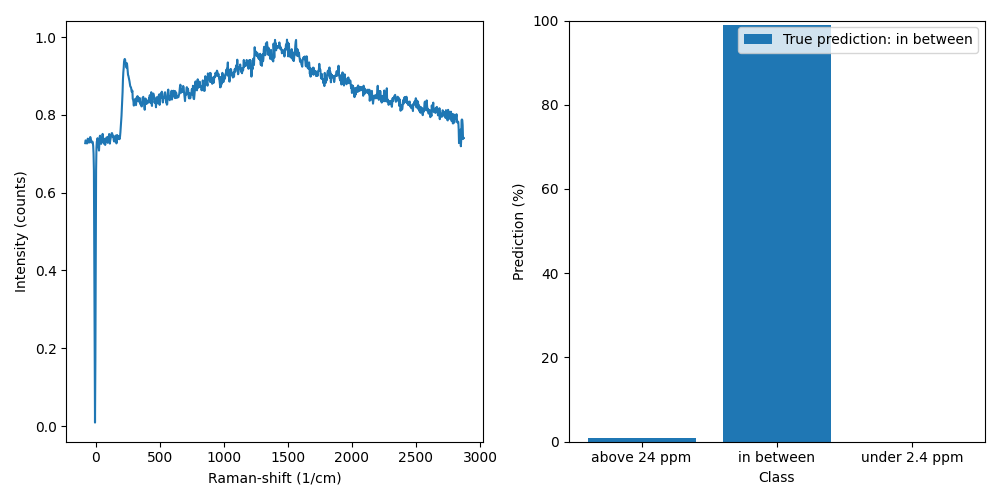 1.0
0.8
0.6
0.4
0.2
0.0
0 500 1000 1500 2000 2500 3000
Intensity (counts)
Raman-shift (1/cm)
100
80
60
40
20
0
Prediction (%)
True prediction: in between
above 24 ppm in between under 2.4 ppm
Class